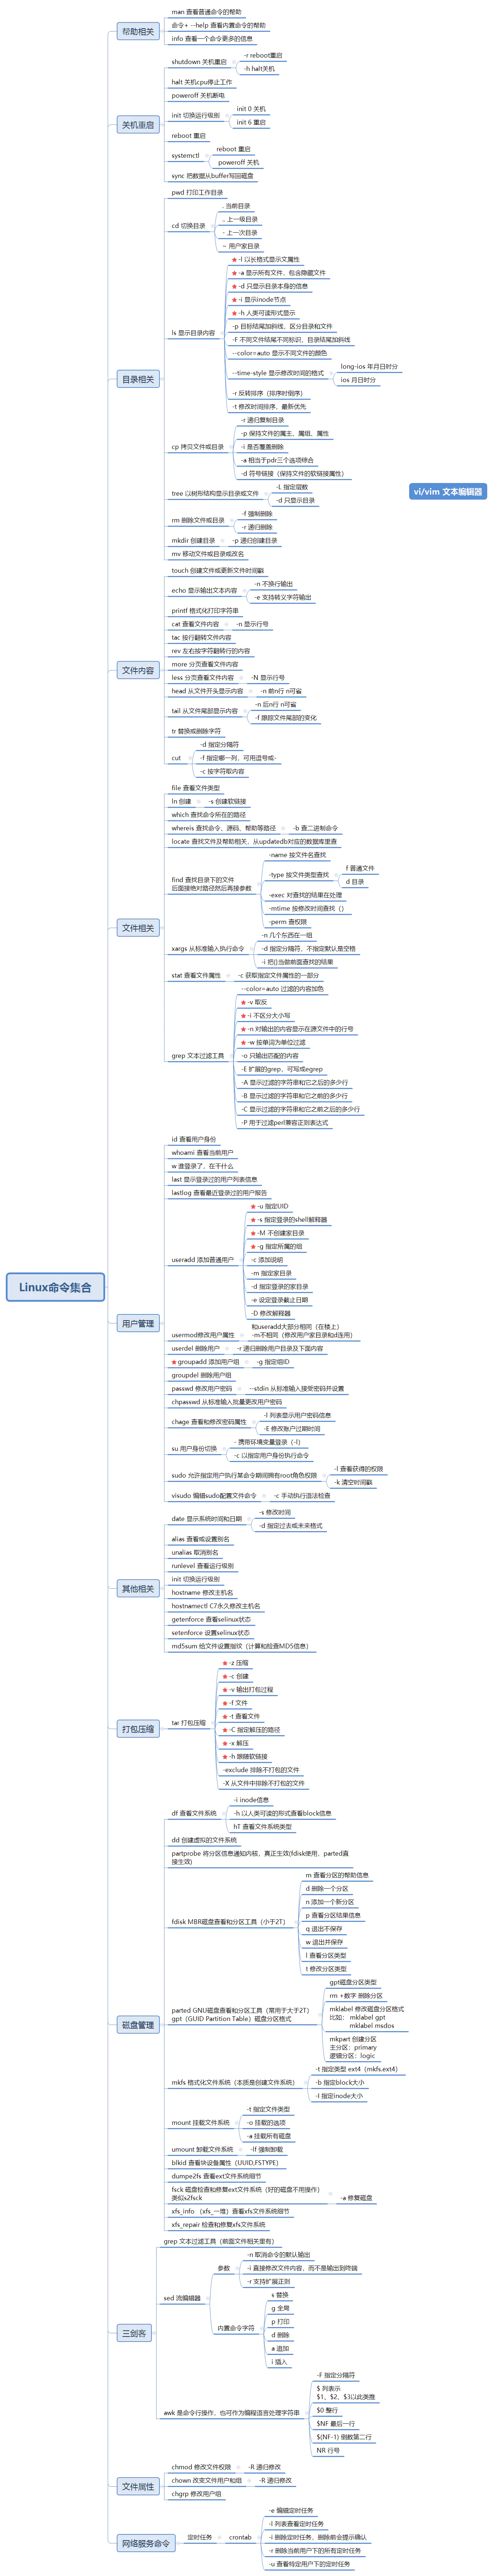 Linux命令集合
帮助相关
man 查看普通命令的帮助
命令+ --help 查看内置命令的帮助
info 查看一个命令更多的信息
关机重启
shutdown 关机重启
-r reboot重启
-h halt关机
halt 关机cpu停止工作
poweroff 关机断电
init 切换运行级别
init 0 关机
init 6 重启
reboot 重启
systemctl
reboot 重启
poweroff 关机
sync 把数据从buffer写回磁盘
目录相关
pwd 打印工作目录
cd 切换目录
. 当前目录
.. 上一级目录
- 上一次目录
~ 用户家目录
ls 显示目录内容
-l 以长格式显示文属性
-a 显示所有文件，包含隐藏文件
-d 只显示目录本身的信息
-i 显示inode节点
-h 人类可读形式显示
-p 目标结尾加斜线，区分目录和文件
-F 不同文件结尾不同标识，目录结尾加斜线
--color=auto 显示不同文件的颜色
--time-style 显示修改时间的格式
long-ios 年月日时分
ios 月日时分
-r 反转排序（排序时倒序）
-t 修改时间排序，最新优先
cp 拷贝文件或目录
-r 递归复制目录
-p 保持文件的属主，属组，属性
-i 是否覆盖删除
-a 相当于pdr三个选项综合
-d 符号链接（保持文件的软链接属性）
tree 以树形结构显示目录或文件
-L 指定层数
-d 只显示目录
rm 删除文件或目录
-f 强制删除
-r 递归删除
mkdir 创建目录
-p 递归创建目录
mv 移动文件或目录或改名
vi/vim 文本编辑器
文件内容
touch 创建文件或更新文件时间戳
echo 显示输出文本内容
-n 不换行输出
-e 支持转义字符输出
printf 格式化打印字符串
cat 查看文件内容
-n 显示行号
tac 按行翻转文件内容
rev 左右按字符翻转行的内容
more 分页查看文件内容
less 分页查看文件内容
-N 显示行号
head 从文件开头显示内容
-n 前n行 n可省
tail 从文件尾部显示内容
-n 后n行 n可省
-f 跟踪文件尾部的变化
tr 替换或删除字符
cut
-d 指定分隔符
-f 指定哪一列，可用逗号或-
-c 按字符取内容
文件相关
file 查看文件类型
ln 创建
-s 创建软链接
which 查找命令所在的路径
whereis 查找命令、源码、帮助等路径
-b 查二进制命令
locate 查找文件及帮助相关，从updatedb对应的数据库里查
find 查找目录下的文件
后面接绝对路径然后再接参数
-name 按文件名查找
-type 按文件类型查找
f 普通文件
d 目录
-exec 对查找的结果在处理
-mtime 按修改时间查找（）
-perm 查权限
xargs 从标准输入执行命令
-n 几个东西在一组
-d 指定分隔符，不指定默认是空格
-i 把{}当做前面查找的结果
stat 查看文件属性
-c 获取指定文件属性的一部分
grep 文本过滤工具
--color=auto 过滤的内容加色
-v 取反
-i 不区分大小写
-n 对输出的内容显示在源文件中的行号
-w 按单词为单位过滤
-o 只输出匹配的内容
-E 扩展的grep，可写成egrep
-A 显示过滤的字符串和它之后的多少行
-B 显示过滤的字符串和它之前的多少行
-C 显示过滤的字符串和它之前之后的多少行
-P 用于过滤perl兼容正则表达式
用户管理
id 查看用户身份
whoami 查看当前用户
w 谁登录了，在干什么
last 显示登录过的用户列表信息
lastlog 查看最近登录过的用户报告
useradd 添加普通用户
-u 指定UID
-s 指定登录的shell解释器
-M 不创建家目录
-g 指定所属的组
-c 添加说明
-m 指定家目录
-d 指定登录的家目录
-e 设定登录截止日期
-D 修改解释器
usermod修改用户属性
和useradd大部分相同（在楼上）
-m不相同（修改用户家目录和d连用）
userdel 删除用户
-r 递归删除用户目录及下面内容
groupadd 添加用户组
-g 指定组ID
groupdel 删除用户组
passwd 修改用户密码
--stdin 从标准输入接受密码并设置
chpasswd 从标准输入批量更改用户密码
chage 查看和修改密码属性
-l 列表显示用户密码信息
-E 修改账户过期时间
su 用户身份切换
- 携带环境变量登录（-l）
-c 以指定用户身份执行命令
sudo 允许指定用户执行某命令期间拥有root角色权限
-l 查看获得的权限
-k 清空时间戳
visudo 编辑sudo配置文件命令
-c 手动执行语法检查
其他相关
date 显示系统时间和日期
-s 修改时间
-d 指定过去或未来格式
alias 查看或设置别名
unalias 取消别名
runlevel 查看运行级别
init 切换运行级别
hostname 修改主机名
hostnamectl C7永久修改主机名
getenforce 查看selinux状态
setenforce 设置selinux状态
md5sum 给文件设置指纹（计算和检查MD5信息）
打包压缩
tar 打包压缩
-z 压缩
-c 创建
-v 输出打包过程
-f 文件
-t 查看文件
-C 指定解压的路径
-x 解压
-h 跟随软链接
-exclude 排除不打包的文件
-X 从文件中排除不打包的文件
磁盘管理
df 查看文件系统
-i inode信息
-h 以人类可读的形式查看block信息
hT 查看文件系统类型
dd 创建虚拟的文件系统
partprobe 将分区信息通知内核，真正生效(fdisk使用，parted直
接生效)
fdisk MBR磁盘查看和分区工具（小于2T）
m 查看分区的帮助信息
d 删除一个分区
n 添加一个新分区
p 查看分区结果信息
q 退出不保存
w 退出并保存
l 查看分区类型
t 修改分区类型
parted GNU磁盘查看和分区工具（常用于大于2T）
gpt（GUID Partition Table）磁盘分区格式
gpt磁盘分区类型
rm +数字 删除分区
mklabel 修改磁盘分区格式
比如： mklabel gpt
mklabel msdos
mkpart 创建分区
主分区：primary
逻辑分区：logic
mkfs 格式化文件系统（本质是创建文件系统）
-t 指定类型 ext4（mkfs.ext4）
-b 指定block大小
-I 指定inode大小
mount 挂载文件系统
-t 指定文件类型
-o 挂载的选项
-a 挂载所有磁盘
umount 卸载文件系统
-lf 强制卸载
blkid 查看块设备属性（UUID,FSTYPE）
dumpe2fs 查看ext文件系统细节
fsck 磁盘检查和修复ext文件系统（好的磁盘不用操作）
类似s2fsck
-a 修复磁盘
xfs_info （xfs_一堆）查看xfs文件系统细节
xfs_repair 检查和修复xfs文件系统
三剑客
grep 文本过滤工具（前面文件相关里有）
sed 流编辑器
参数
-n 取消命令的默认输出
-i 直接修改文件内容，而不是输出到终端
-r 支持扩展正则
内置命令字符
s 替换
g 全局
p 打印
d 删除
a 追加
i 插入
awk 是命令行操作，也可作为编程语言处理字符串
-F 指定分隔符
$ 列表示
$1、$2、$3以此类推
$0 整行
$NF 最后一行
$(NF-1) 倒数第二行
NR 行号
文件属性
chmod 修改文件权限
-R 递归修改
chown 改变文件用户和组
-R 递归修改
chgrp 修改用户组
网络服务命令
定时任务
crontab
-e 编辑定时任务
-l 列表查看定时任务
-i 删除定时任务，删除前会提示确认
-r 删除当前用户下的所有定时任务
-u 查看特定用户下的定时任务